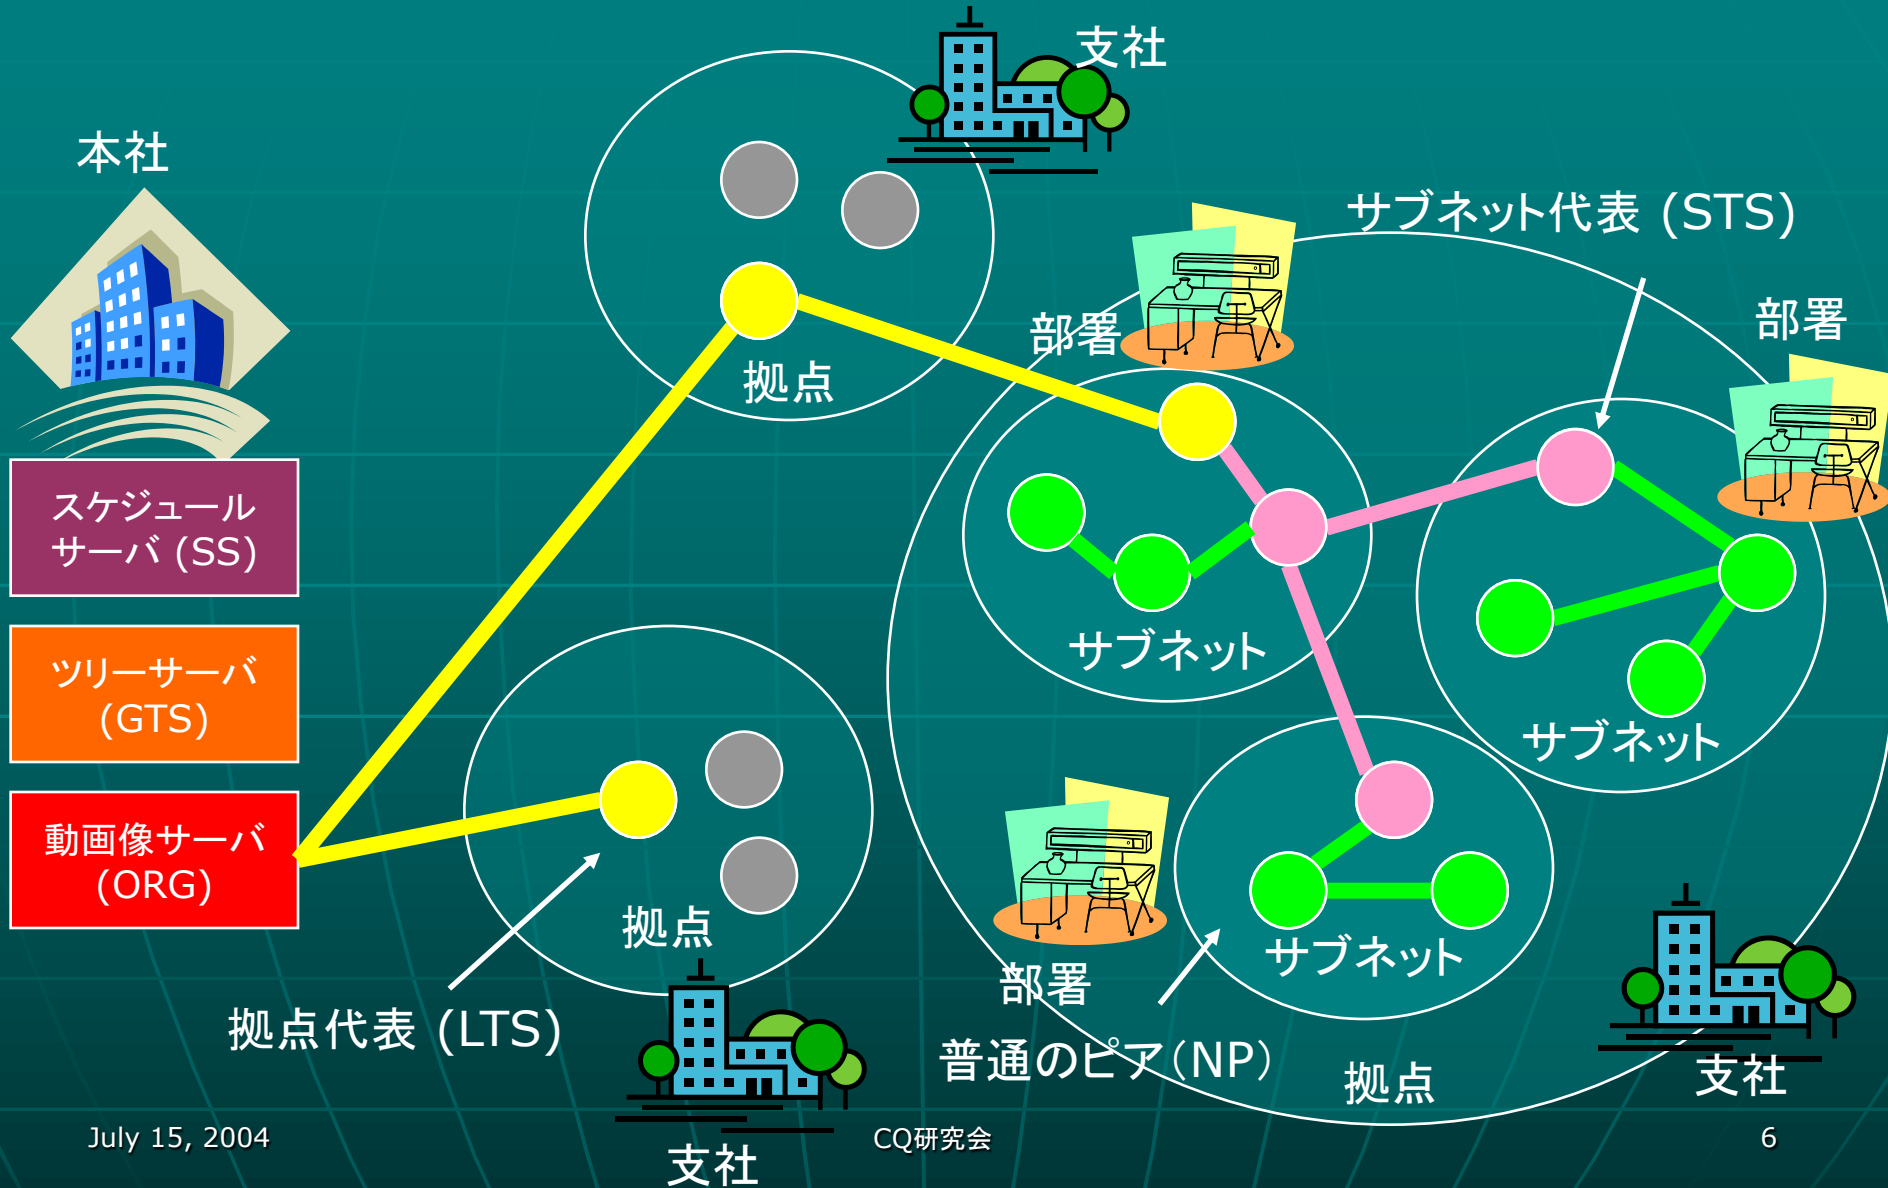 支社
本社
サブネット代表 (STS)
部署
部署
拠点
スケジュール
サーバ (SS)
サブネット
ツリーサーバ
(GTS)
サブネット
動画像サーバ
(ORG)
拠点
サブネット
部署
拠点代表 (LTS)
普通のピア(NP)
拠点
支社
支社
July 15, 2004
CQ研究会
6